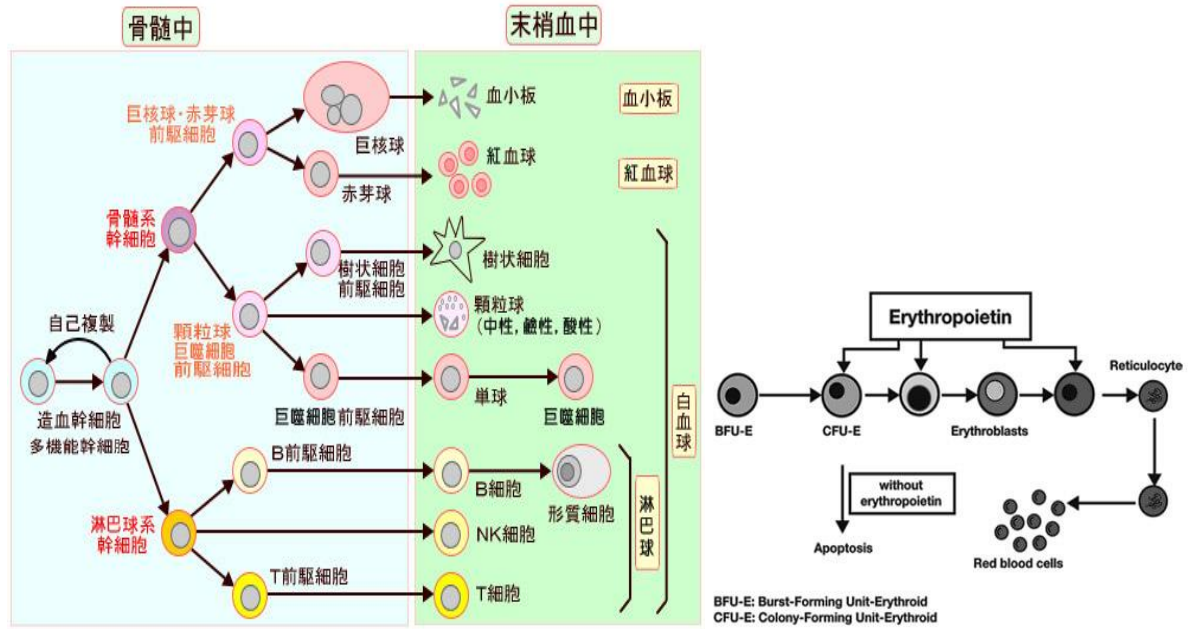 骨髄中
末梢血中
巨核球・赤芽球
前駆細胞
巨核球
血小板
血小板
赤芽球
紅血球
紅血球
骨髄系
幹細胞
樹状細胞
前駆細胞
樹状細胞
顆粒球
(中性, 鹼性, 酸性)
自己複製
顆粒球
巨噬細胞
前駆細胞
造血幹細胞
多機能幹細胞
巨噬細胞前駆細胞
単球
巨噬細胞
白血球
B前駆細胞
B細胞
形質細胞
淋巴球
淋巴球系
幹細胞
NK細胞
T前駆細胞
T細胞
Erythropoietin
Reticulocyte
BFU-E
CFU-E
Erythroblasts
without
erythropoietin
Apoptosis
Red blood cells
BFU-E: Burst-Forming Unit-Erythroid
CFU-E: Colony-Forming Unit-Erythroid